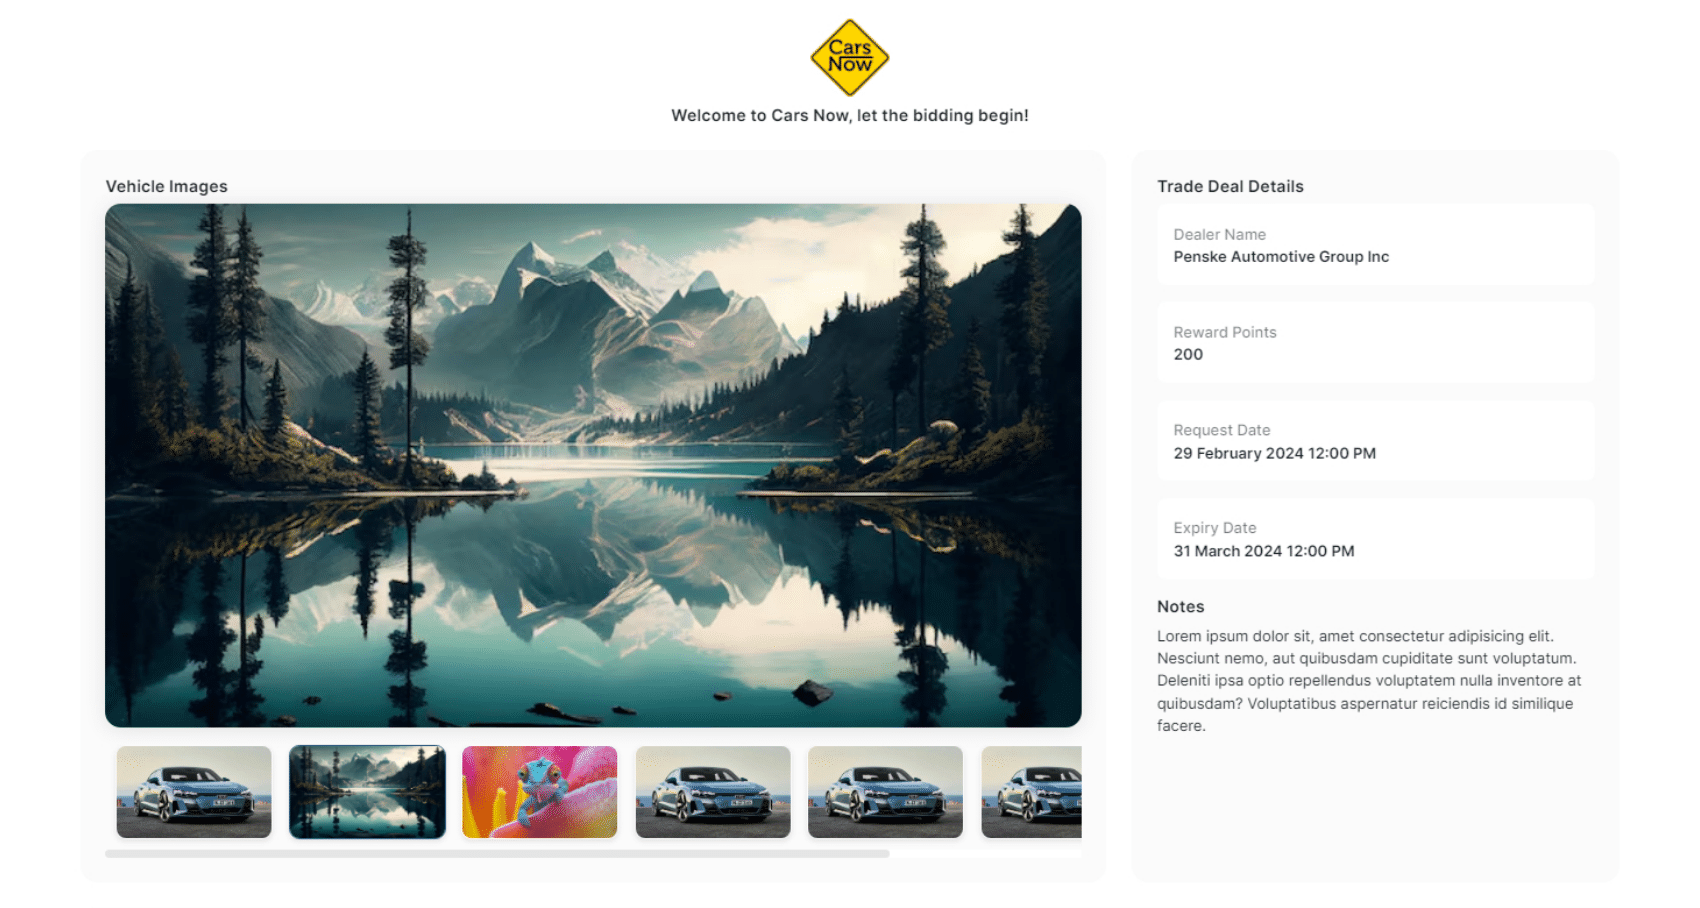 Cars
Now
Welcome to Cars Now, let the bidding begin!
Vehicle Images
Trade Deal Details
Dealer Name
Penske Automotive Group Inc
Reward Points
200
Request Date
29 February 2024 12:00 PM
Expiry Date
31 March 2024 12:00 PM
Notes
Lorem ipsum dolor sit, amet consectetur adipisicing elit.
Nesciunt nemo, aut quibusdam cupiditate sunt voluptatum.
Deleniti ipsa optio repellendus voluptatem nulla inventore at
quibusdam? Voluptatibus aspernatur reiciendis id similique
facere.